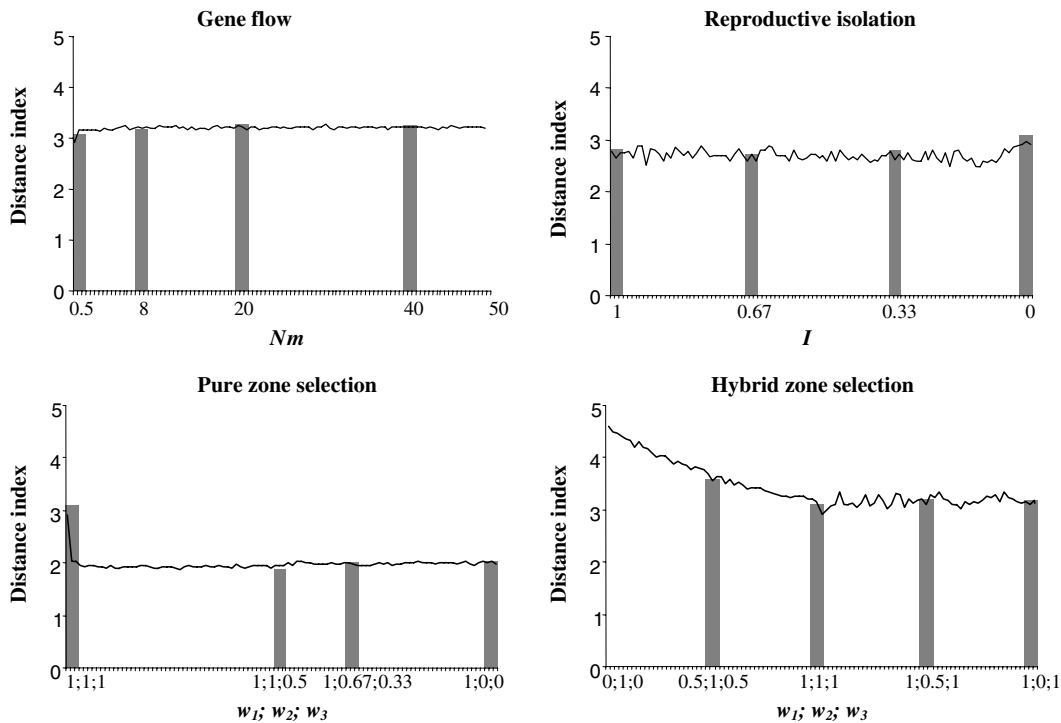 Gene flow
Distance index
5
4
3
2
1
0
0.5 8 20 40 50
Nm
Reproductive isolation
Distance index
5
4
3
2
1
0
1 0.67 0.33 0
I
Pure zone selection
Distance index
5
4
3
2
1
0
1;1;1 1;1;0.5 1;0.67;0.33 1;0;0
w1; w2; w3
Hybrid zone selection
Distance index
5
4
3
2
1
0
0;1;0 0.5;1;0.5 1;1;1 1;0.5;1 1;0;1
w1; w2; w3